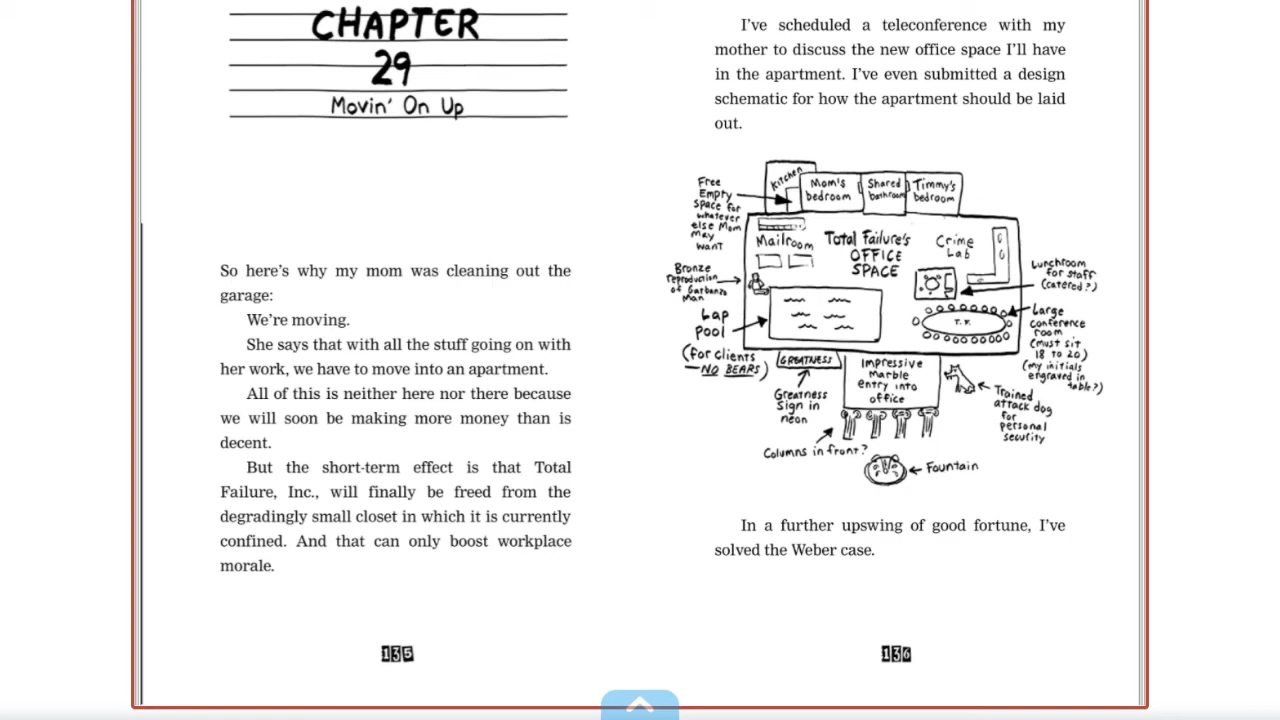 CHAPTER
29
Movin' On Up
So here's why my mom was cleaning out the
garage:
We're moving.
She says that with all the stuff going on with
her work, we have to move into an apartment.
All of this is neither here nor there because
we will soon be making more money than is
decent.
But the short-term effect is that Total
Failure, Inc., will finally be freed from the
degradingly small closet in which it is currently
confined. And that can only boost workplace
morale.
135
I've scheduled a teleconference with my
mother to discuss the new office space I'll have
in the apartment. I've even submitted a design
schematic for how the apartment should be laid
out.
Free
Empty
space for
whatever
else Mom
may
want
Kitchen
Mom's
bedroom
Shared
bathroom
Timmy's
bedroom
Mailroom
Total Failure's
OFFICE
SPACE
Crime
Lab
Bronze
reproduction
of Garbanzo
Man
Lunchroom
for staff
(catered?)
Lap
pool
(for clients
—NO BEARS)
T.F.
Large
conference
room
(must sit
18 to 20)
(my initials
engraved in
table?)
GREATNESS
Greatness
Sign in
neon
Impressive
marble
entry into
office
Trained
attack dog
for
personal
security
Columns in front?
Fountain
In a further upswing of good fortune, I've
solved the Weber case.
136